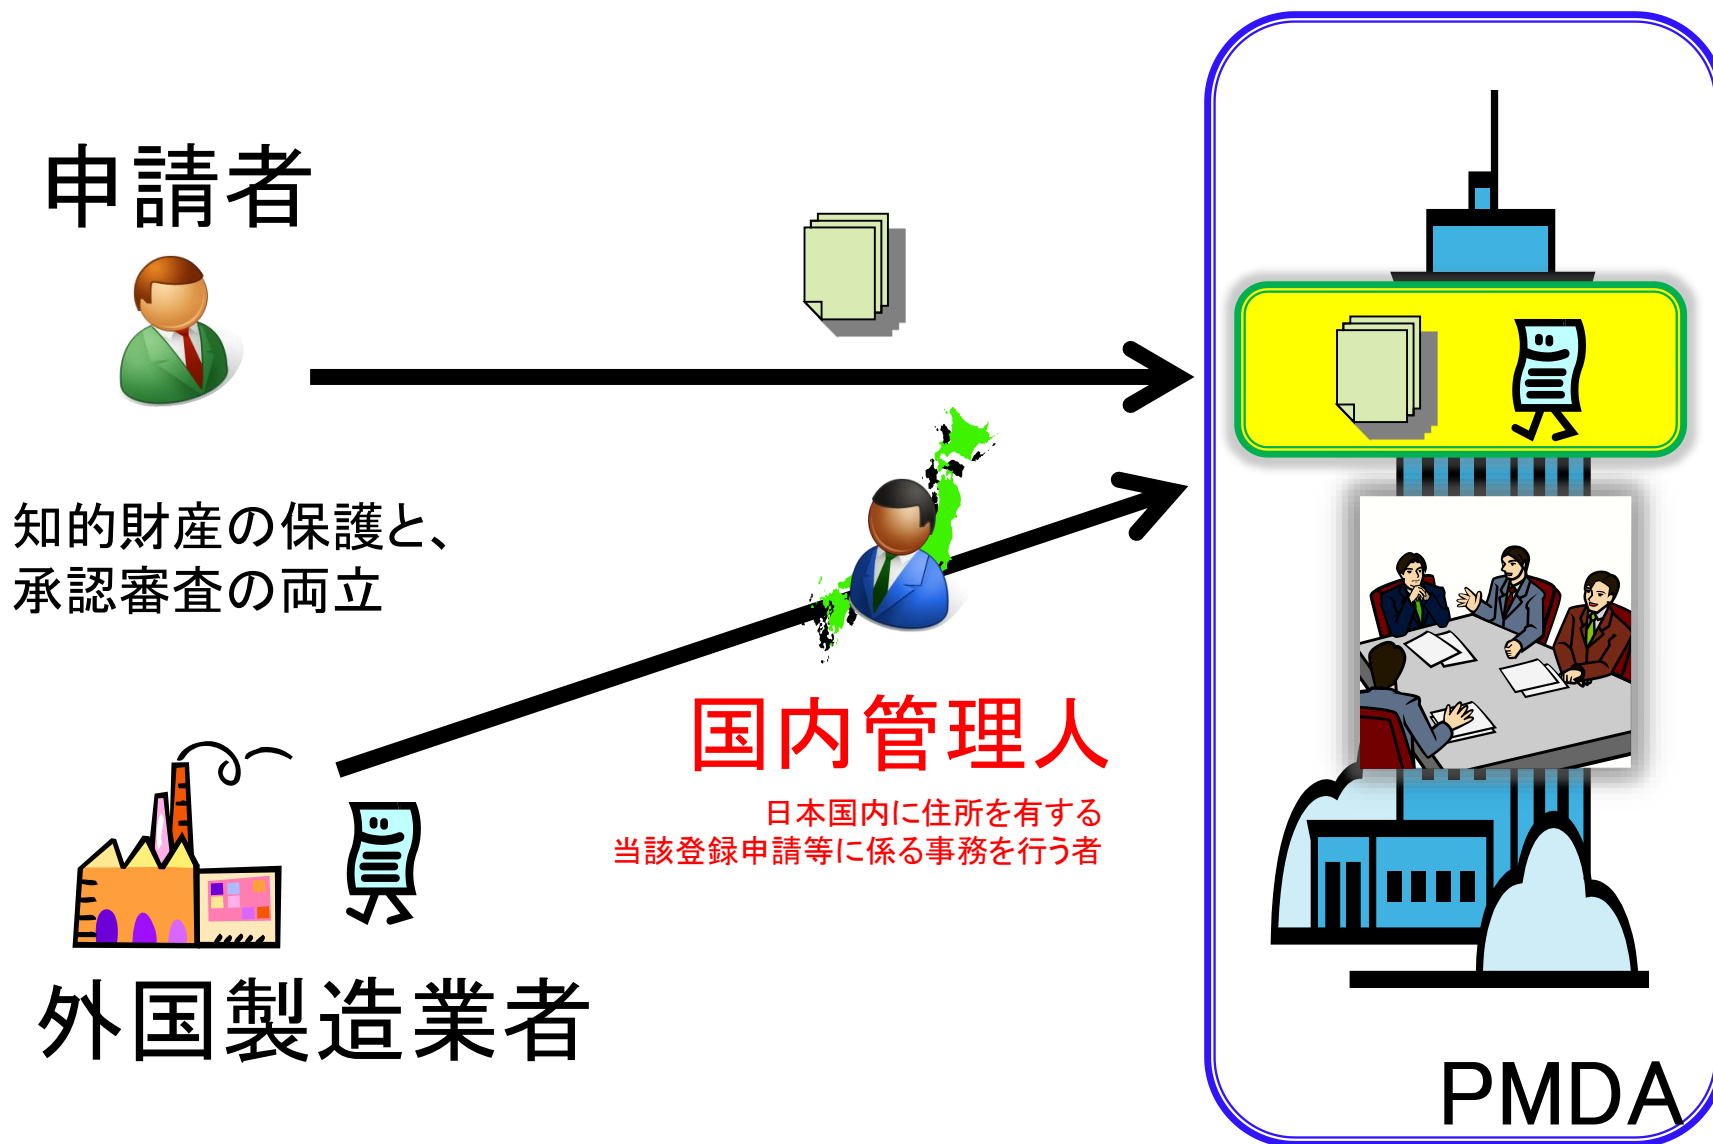 申請者
知的財産の保護と、
承認審査の両立
国内管理人
日本国内に住所を有する
当該登録申請等に係る事務を行う者
外国製造業者
PMDA